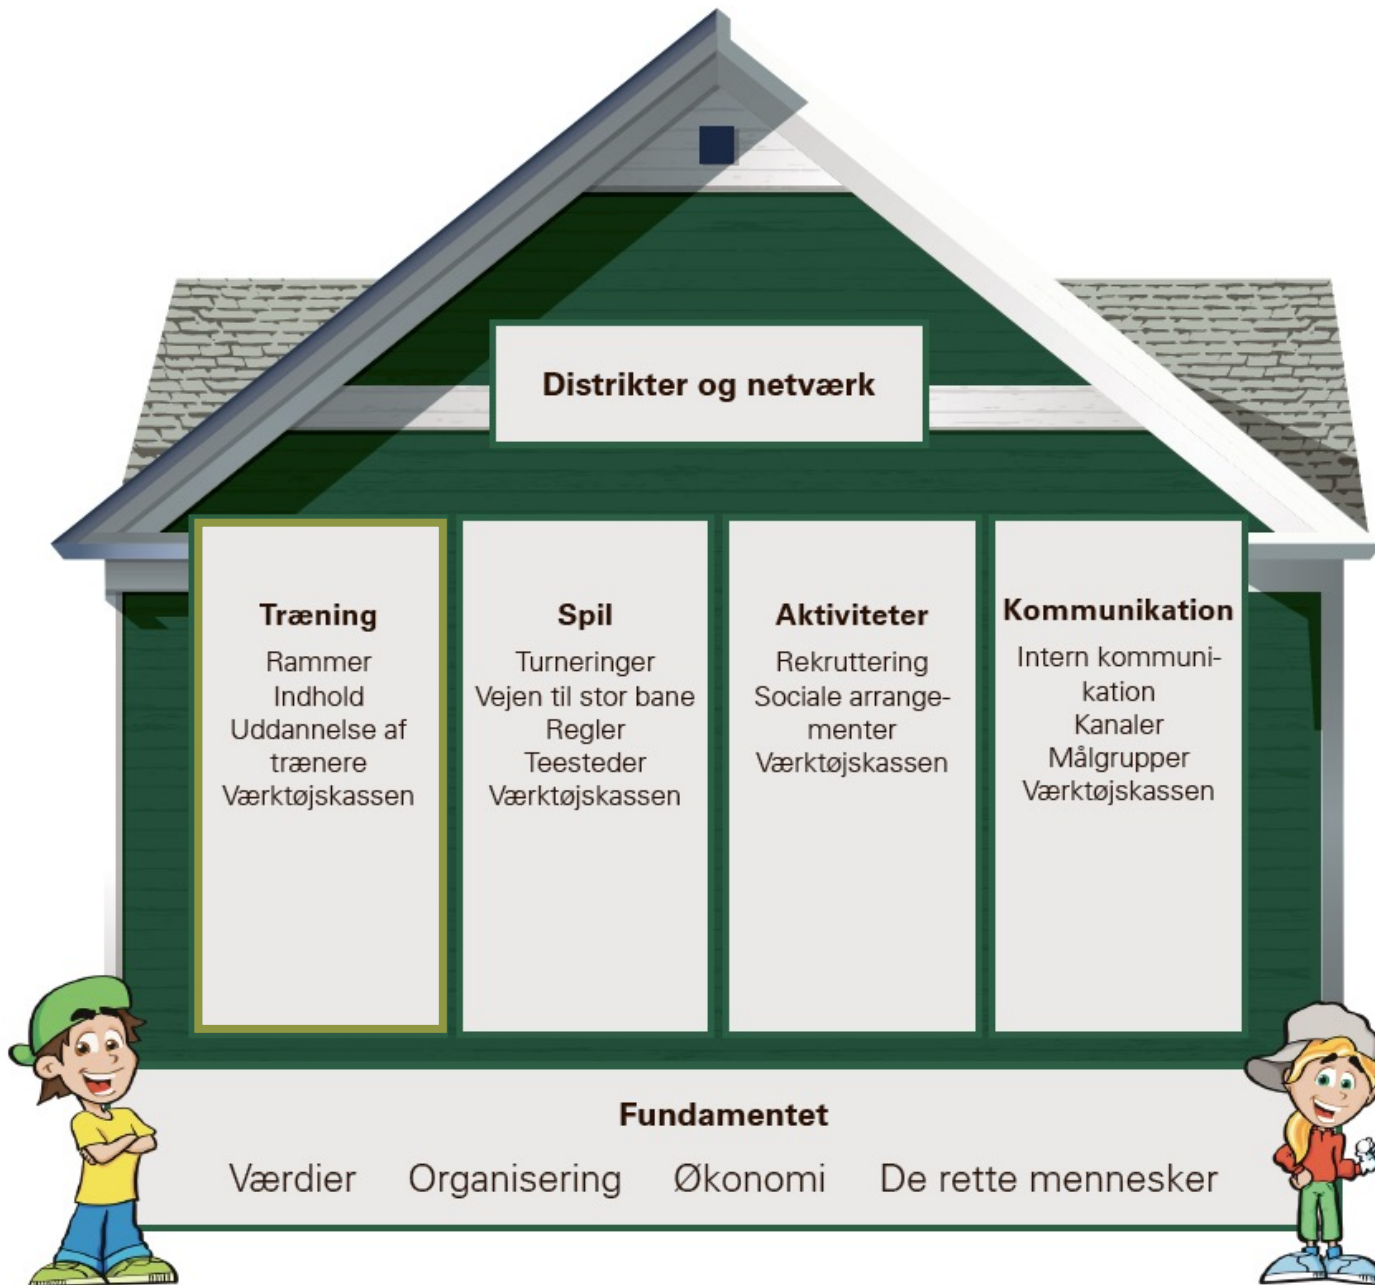 Distrikter og netværk
Træning
Rammer
Indhold
Uddannelse af
trænere
Værktøjskassen
Spil
Turneringer
Vejen til stor bane
Regler
Teesteder
Værktøjskassen
Aktiviteter
Rekruttering
Sociale arrange-
menter
Værktøjskassen
Kommunikation
Intern kommuni-
kation
Kanaler
Målgrupper
Værktøjskassen
Fundamentet
Værdier Organisering Økonomi De rette mennesker